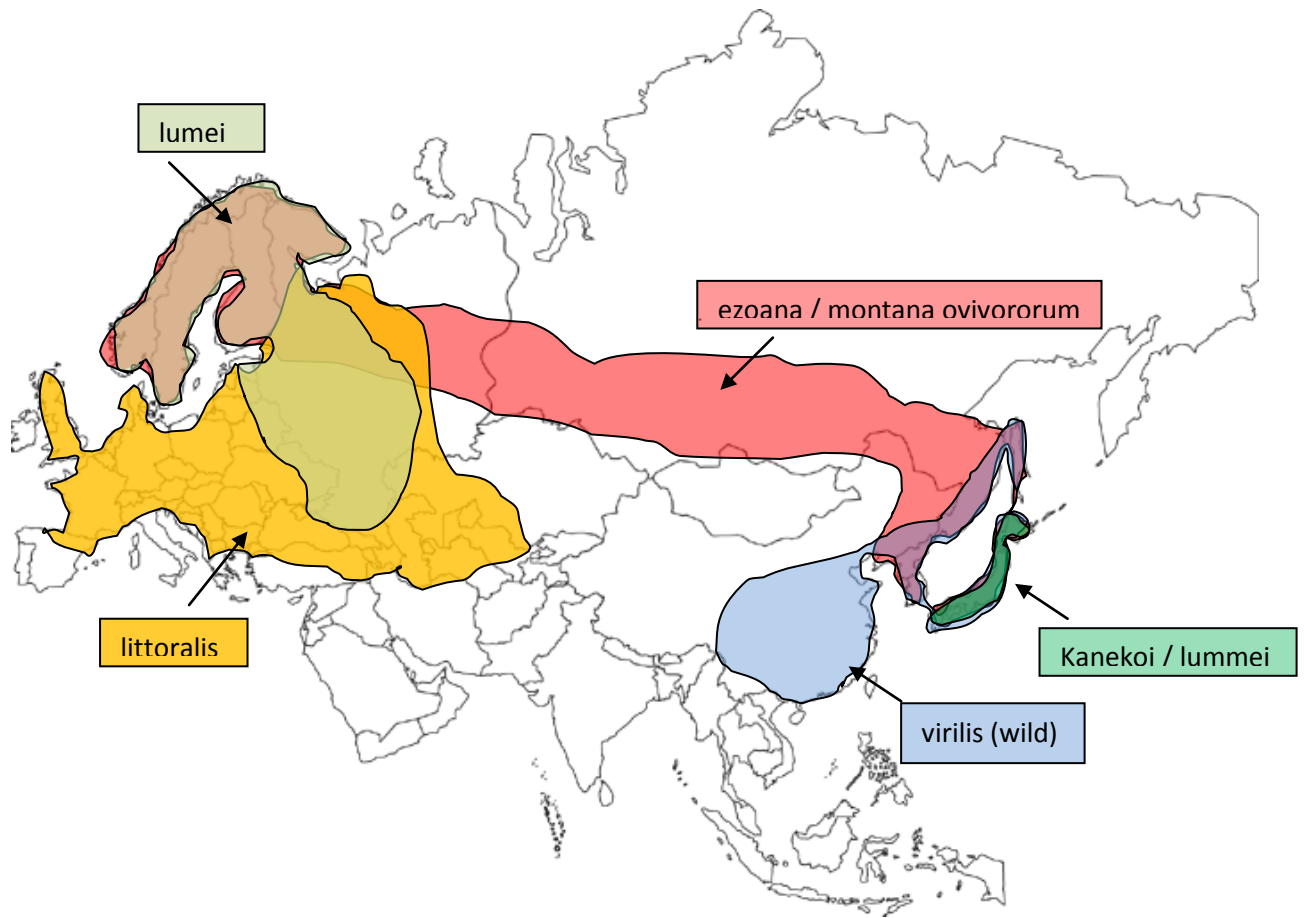 lumei
ezoana / montana ovivororum
littoralis
Kanekoi / lummei
virilis (wild)